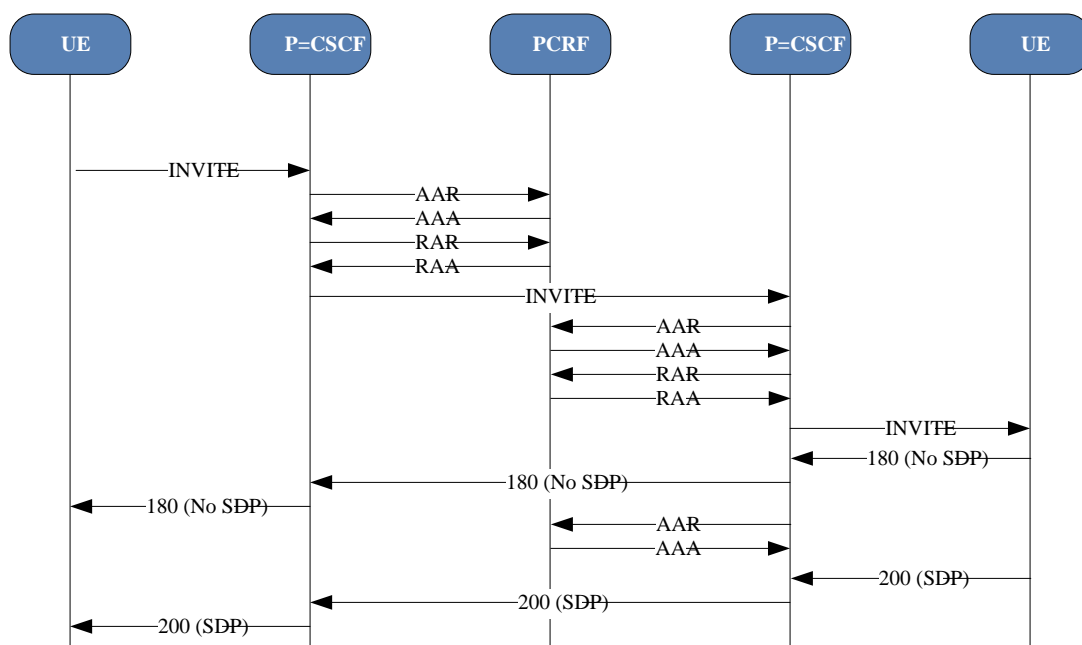 UE P=CSCF PCRF P=CSCF UE
INVITE
AAR
AAA
RAR
RAA
INVITE
AAR
AAA
RAR
RAA
INVITE
180 (No SDP)
180 (No SDP)
180 (No SDP)
AAR
AAA
200 (SDP)
200 (SDP)
200 (SDP)